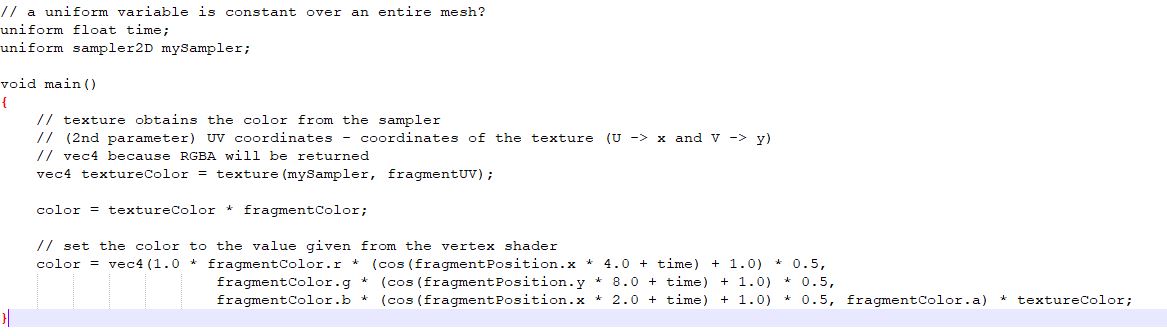 // a uniform variable is constant over an entire mesh?
uniform float time;
uniform sampler2D mySampler;
void main()
{
// texture obtains the color from the sampler
// (2nd parameter) UV coordinates - coordinates of the texture (U -> x and V -> y)
// vec4 because RGBA will be returned
vec4 textureColor = texture(mySampler, fragmentUV);
color = textureColor * fragmentColor;
// set the color to the value given from the vertex shader
color = vec4(1.0 * fragmentColor.r * (cos(fragmentPosition.x * 4.0 + time) + 1.0) * 0.5,
fragmentColor.g * (cos(fragmentPosition.y * 8.0 + time) + 1.0) * 0.5,
fragmentColor.b * (cos(fragmentPosition.x * 2.0 + time) + 1.0) * 0.5, fragmentColor.a) * textureColor;
}